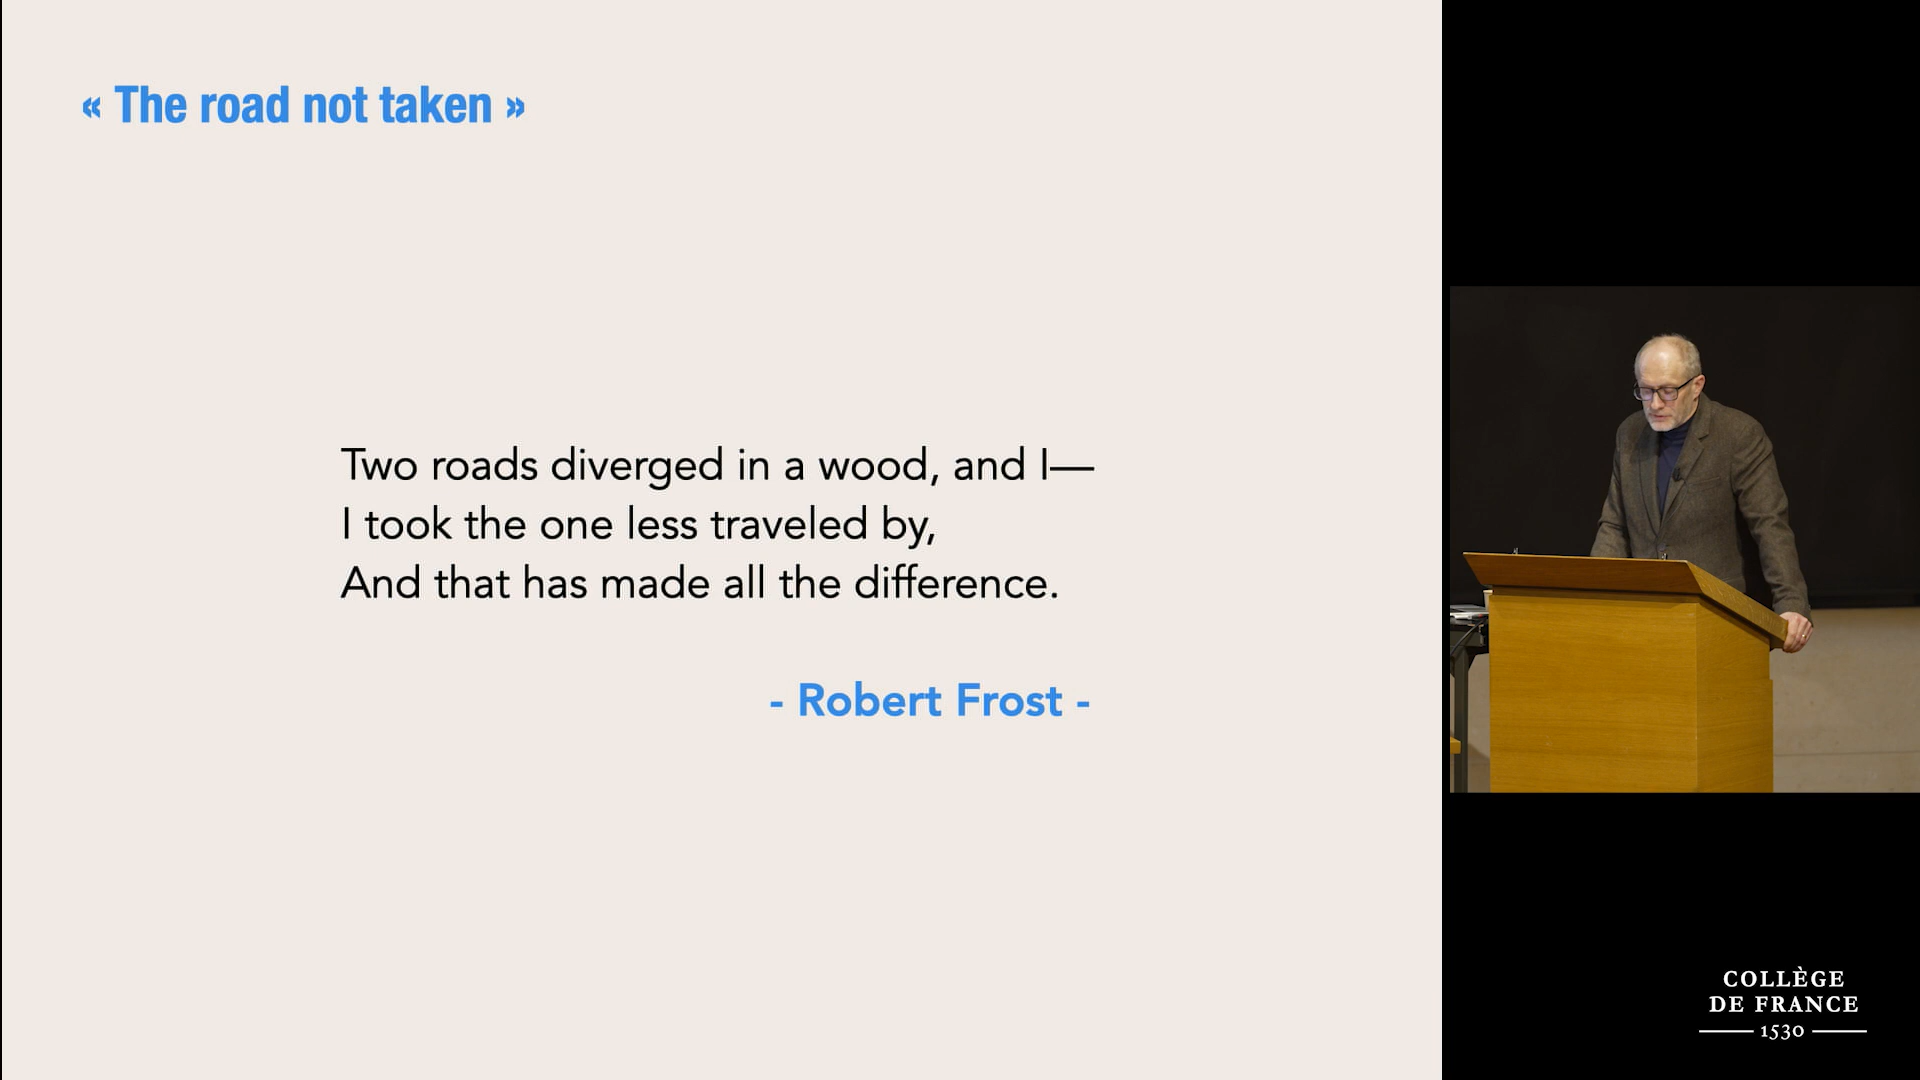 « The road not taken »
Two roads diverged in a wood, and I—
I took the one less traveled by,
And that has made all the difference.
- Robert Frost -
COLLÈGE
DE FRANCE
1530